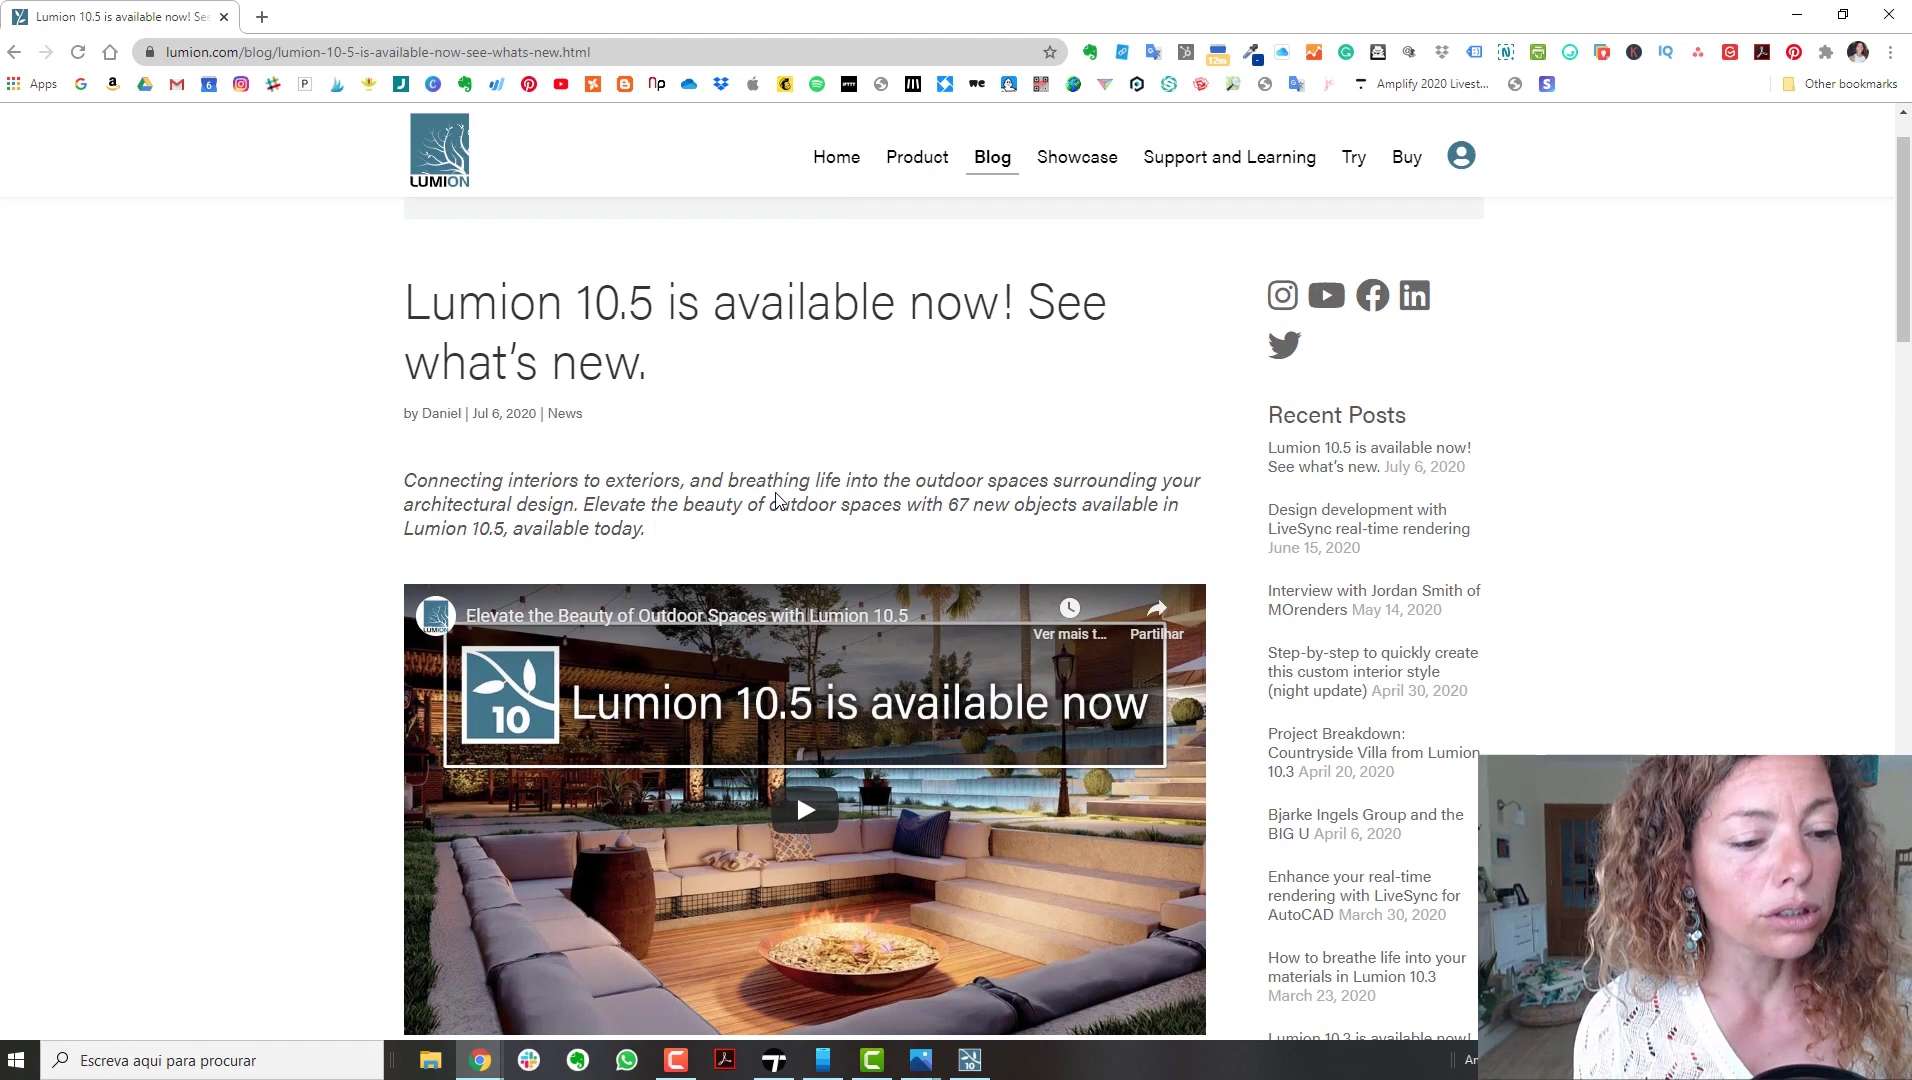 Lumion 10.5 is available now! See
lumion.com/blog/lumion-10-5-is-available-now-see-whats-new.html
12m
Apps
Amplify 2020 Livest...
Other bookmarks
LUMION
Home Product Blog Showcase Support and Learning Try Buy
Lumion 10.5 is available now! See
what's new.
by Daniel | Jul 6, 2020 | News
Connecting interiors to exteriors, and breathing life into the outdoor spaces surrounding your
architectural design. Elevate the beauty of outdoor spaces with 67 new objects available in
Lumion 10.5, available today.
LUMION
Elevate the Beauty of Outdoor Spaces with Lumion 10.5
Ver mais t... Partilhar
10
Lumion 10.5 is available now
Recent Posts
Lumion 10.5 is available now!
See what's new. July 6, 2020
Design development with
LiveSync real-time rendering
June 15, 2020
Interview with Jordan Smith of
MOrenders May 14, 2020
Step-by-step to quickly create
this custom interior style
(night update) April 30, 2020
Project Breakdown:
Countryside Villa from Lumion
10.3 April 20, 2020
Bjarke Ingels Group and the
BIG U April 6, 2020
Enhance your real-time
rendering with LiveSync for
AutoCAD March 30, 2020
How to breathe life into your
materials in Lumion 10.3
March 23, 2020
Lumion 10.3 is available now!
Escreva aqui para procurar
10